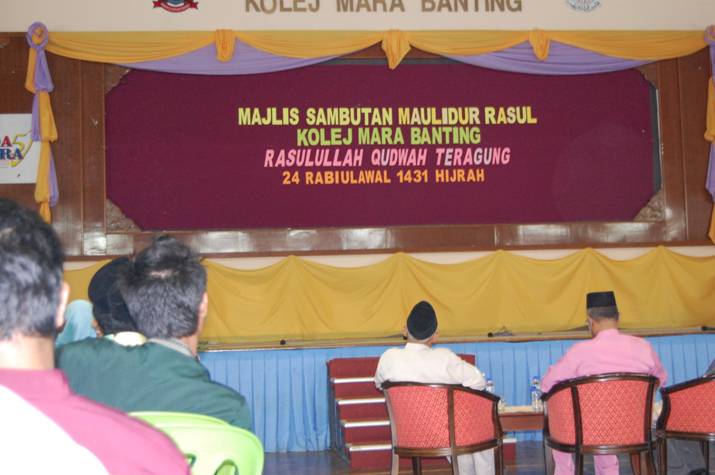 KOLEJ MARA BANTING
MAJLIS SAMBUTAN MAULIDUR RASUL
KOLEJ MARA BANTING
RASULULLAH QUDWAH TERAGUNG
24 RABIULAWAL 1431 HIJRAH